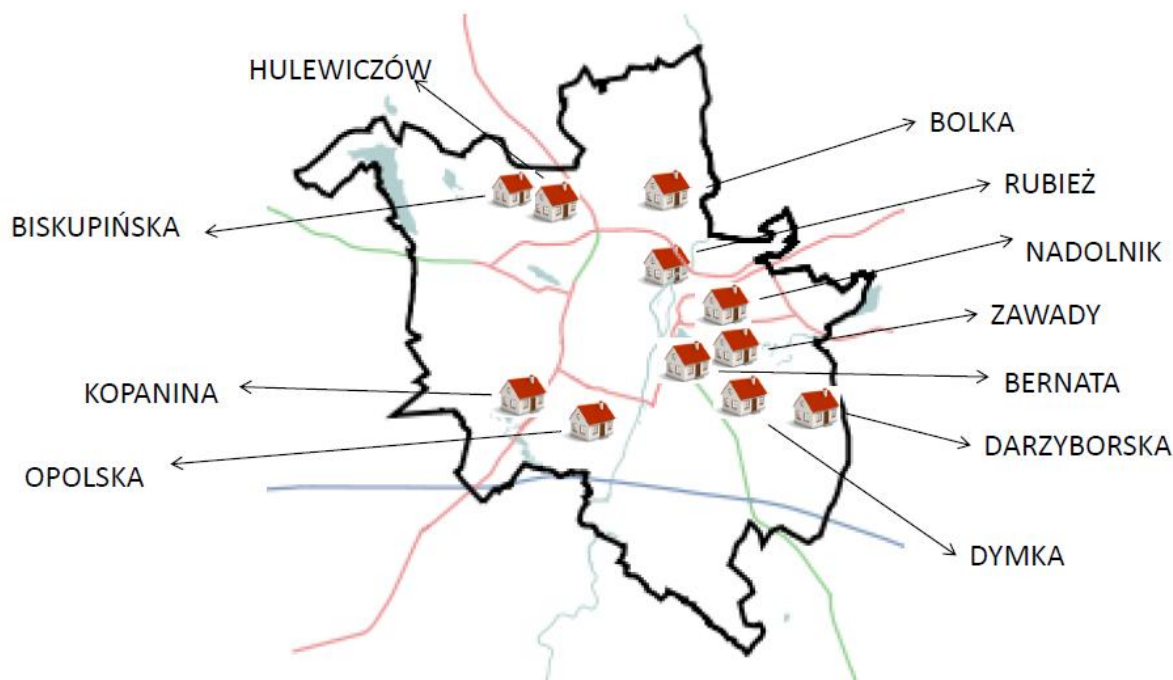 HULEWICZÓW
BOLKA
RUBIEŻ
BISKUPIŃSKA
NADOLNIK
ZAWADY
KOPANINA
BERNATA
DARZYBORSKA
OPOLSKA
DYMKA